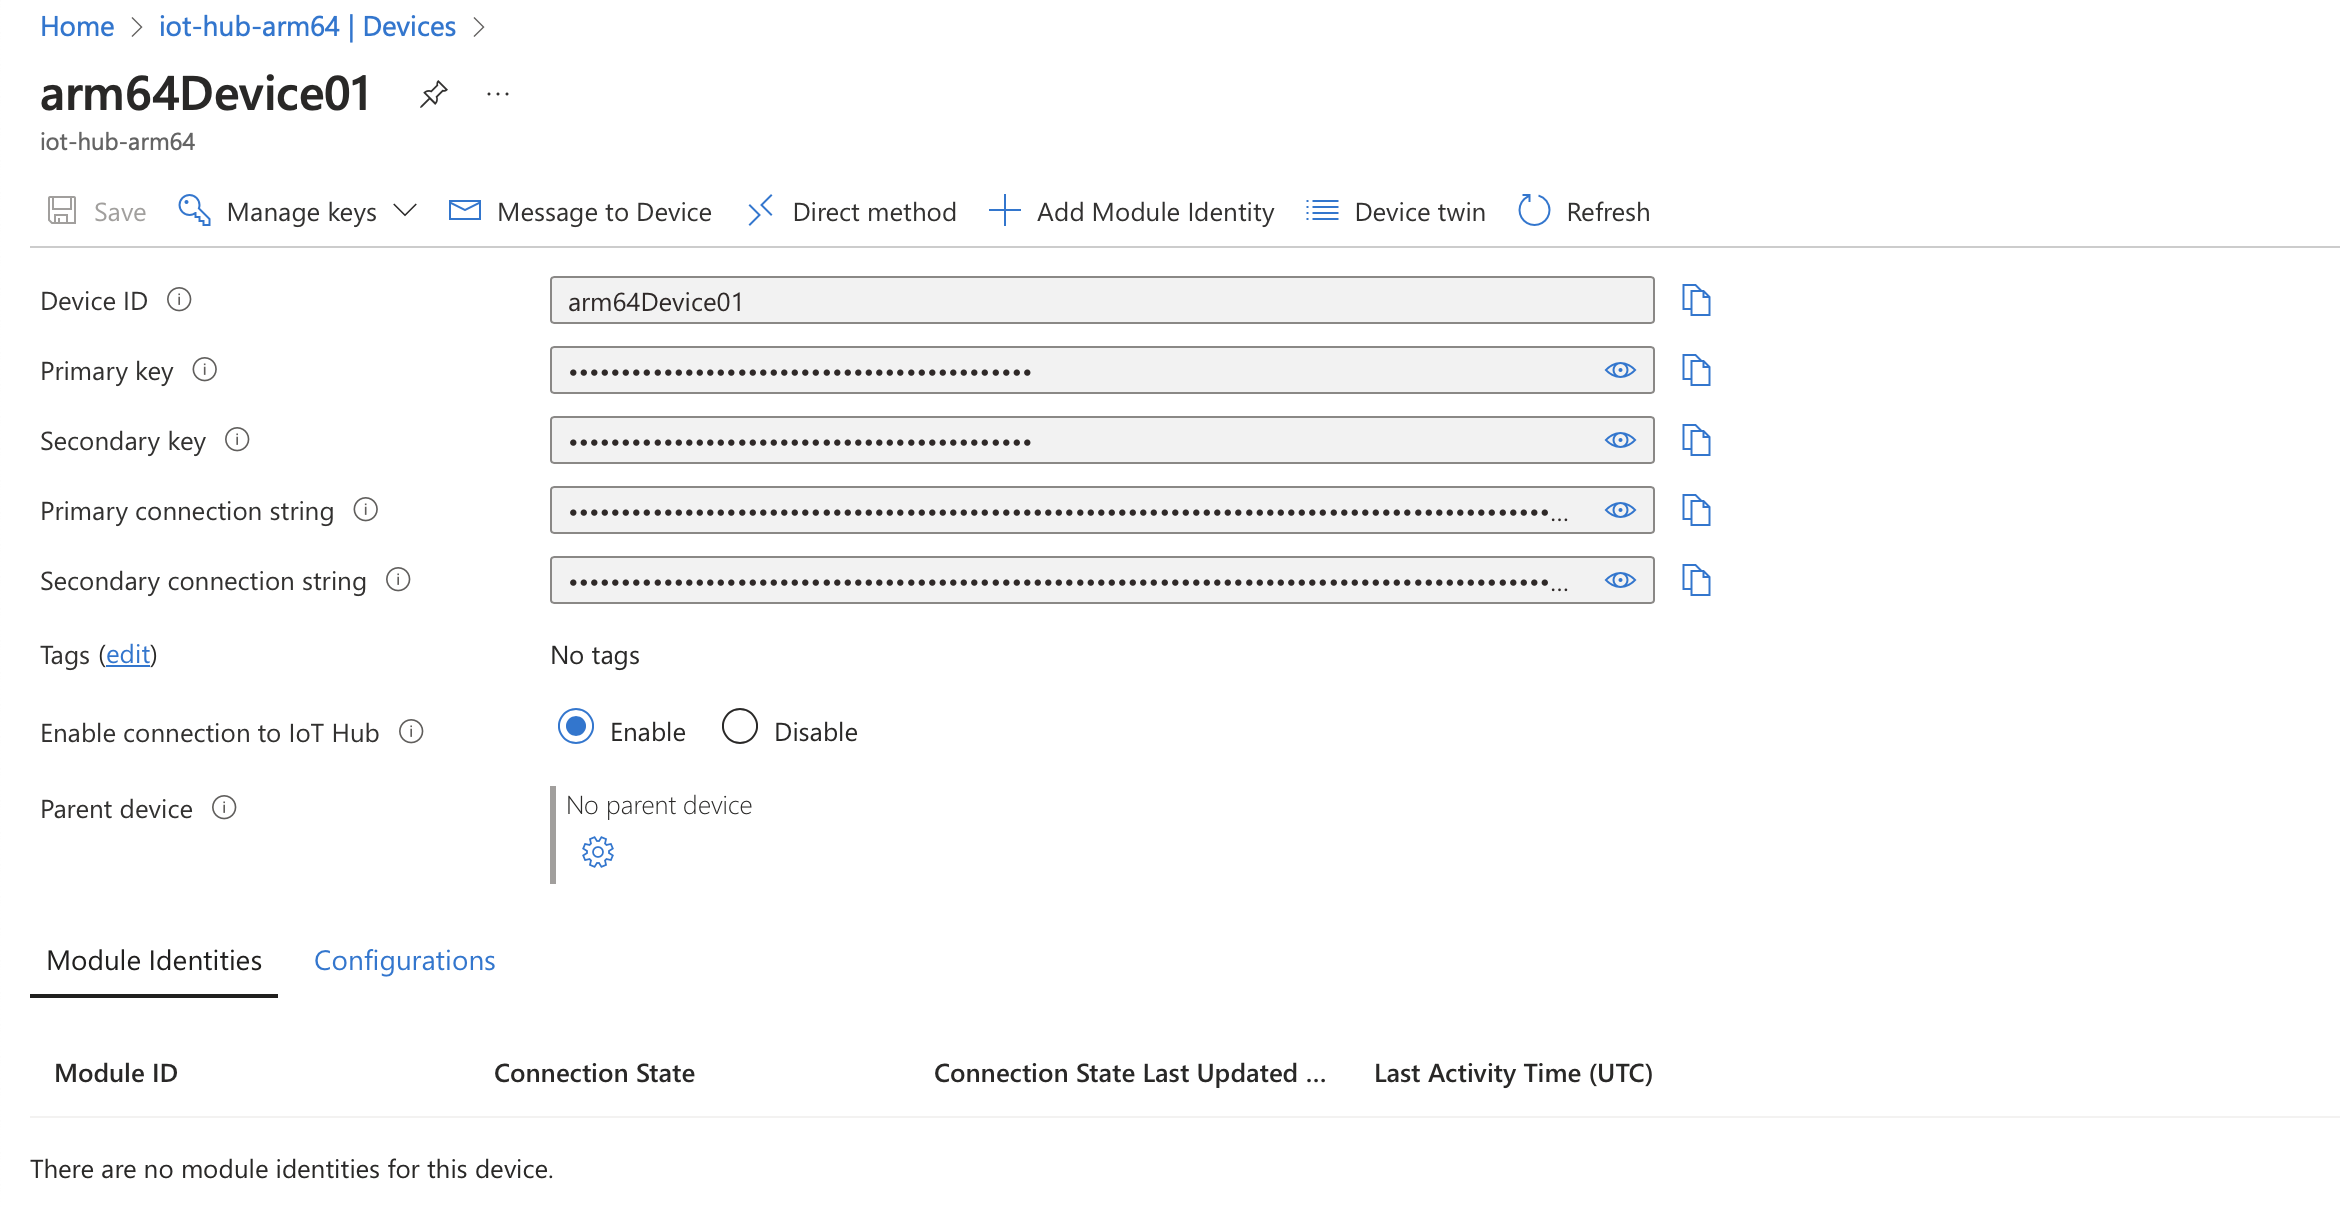 Home > iot-hub-arm64 | Devices >
arm64Device01 ...
iot-hub-arm64
Save Manage keys Message to Device Direct method Add Module Identity Device twin Refresh
Device ID arm64Device01
Primary key ••••••••••••••••••••••••••••••••••••••••••••
Secondary key ••••••••••••••••••••••••••••••••••••••••••••
Primary connection string ••••••••••••••••••••••••••••••••••••••••••••••••••••••••••••••••••••••••••••••••••••••••••••...
Secondary connection string ••••••••••••••••••••••••••••••••••••••••••••••••••••••••••••••••••••••••••••••••••••••••••••...
Tags (edit) No tags
Enable connection to IoT Hub Enable Disable
Parent device No parent device
Module Identities Configurations
Module ID Connection State Connection State Last Updated ... Last Activity Time (UTC)
There are no module identities for this device.